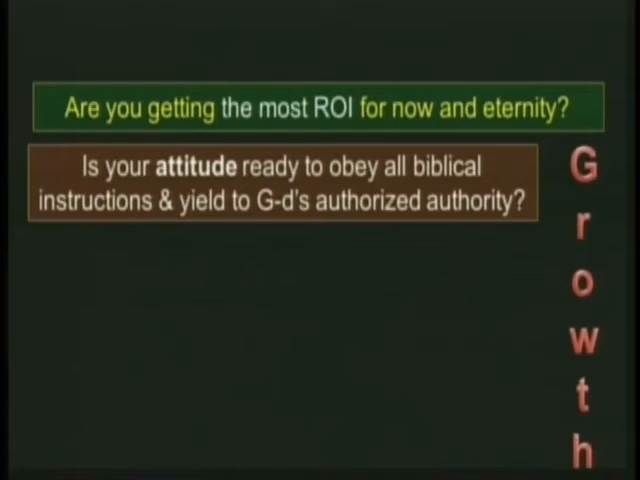 Are you getting the most ROI for now and eternity?
Is your attitude ready to obey all biblical
instructions & yield to G-d's authorized authority?
G
r
o
w
t
h